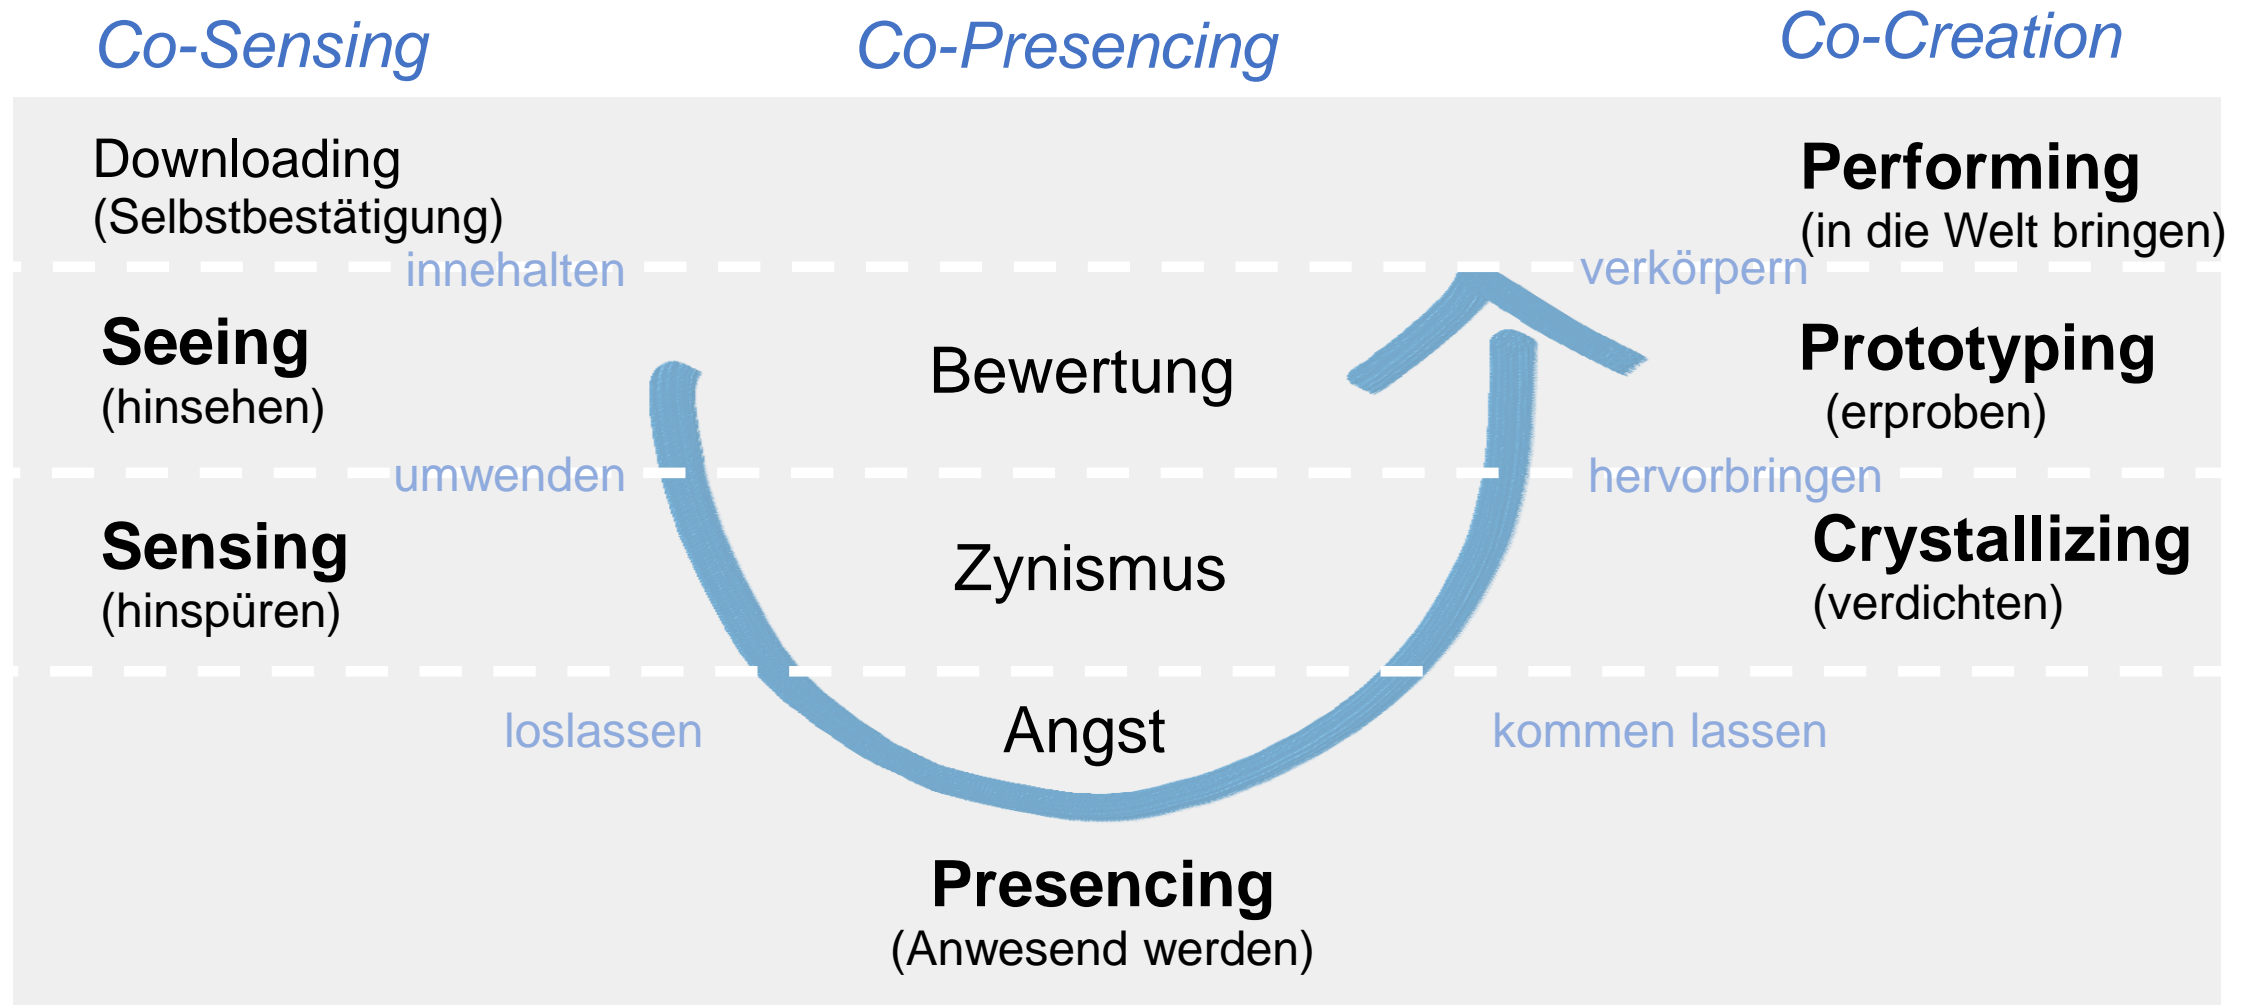 Co-Sensing
Co-Presencing
Co-Creation
Downloading
(Selbstbestätigung)
Performing
(in die Welt bringen)
innehalten
verkörpern
Seeing
(hinsehen)
Bewertung
Prototyping
(erproben)
umwenden
hervorbringen
Sensing
(hinspüren)
Zynismus
Crystallizing
(verdichten)
loslassen
Angst
kommen lassen
Presencing
(Anwesend werden)